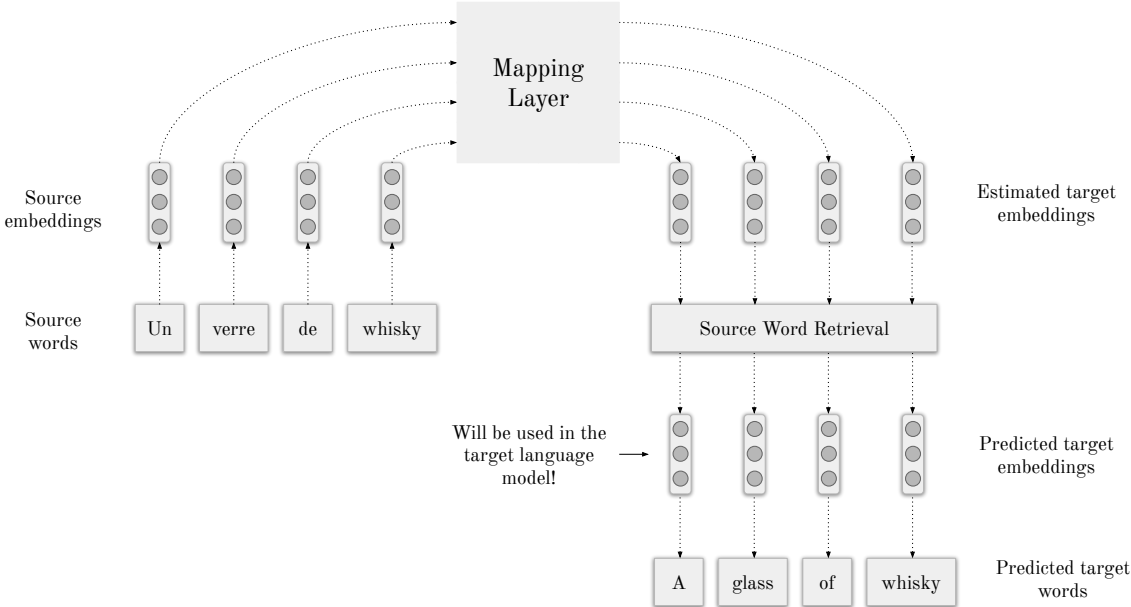 Mapping
Layer
Source
embeddings
Estimated target
embeddings
Source
words
Un
verre
de
whisky
Source Word Retrieval
Will be used in the
target language
model!
Predicted target
embeddings
A
glass
of
whisky
Predicted target
words